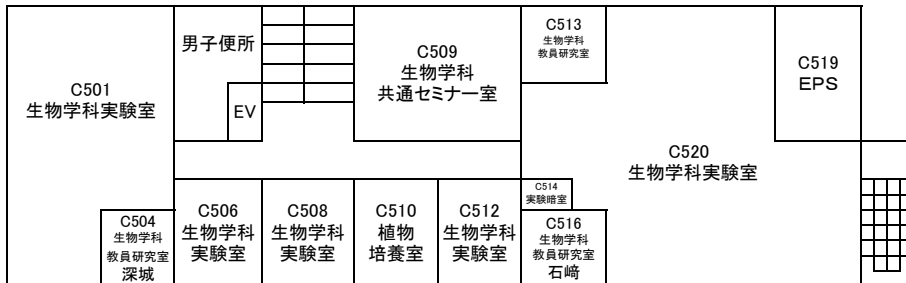 C501
生物学科実験室
男子便所
EV
C509
生物学科
共通セミナー室
C513
生物学科
教員研究室
C519
EPS
C520
生物学科実験室
C504
生物学科
教員研究室
深城
C506
生物学科
実験室
C508
生物学科
実験室
C510
植物
培養室
C512
生物学科
実験室
C514
実験暗室
C516
生物学科
教員研究室
石﨑